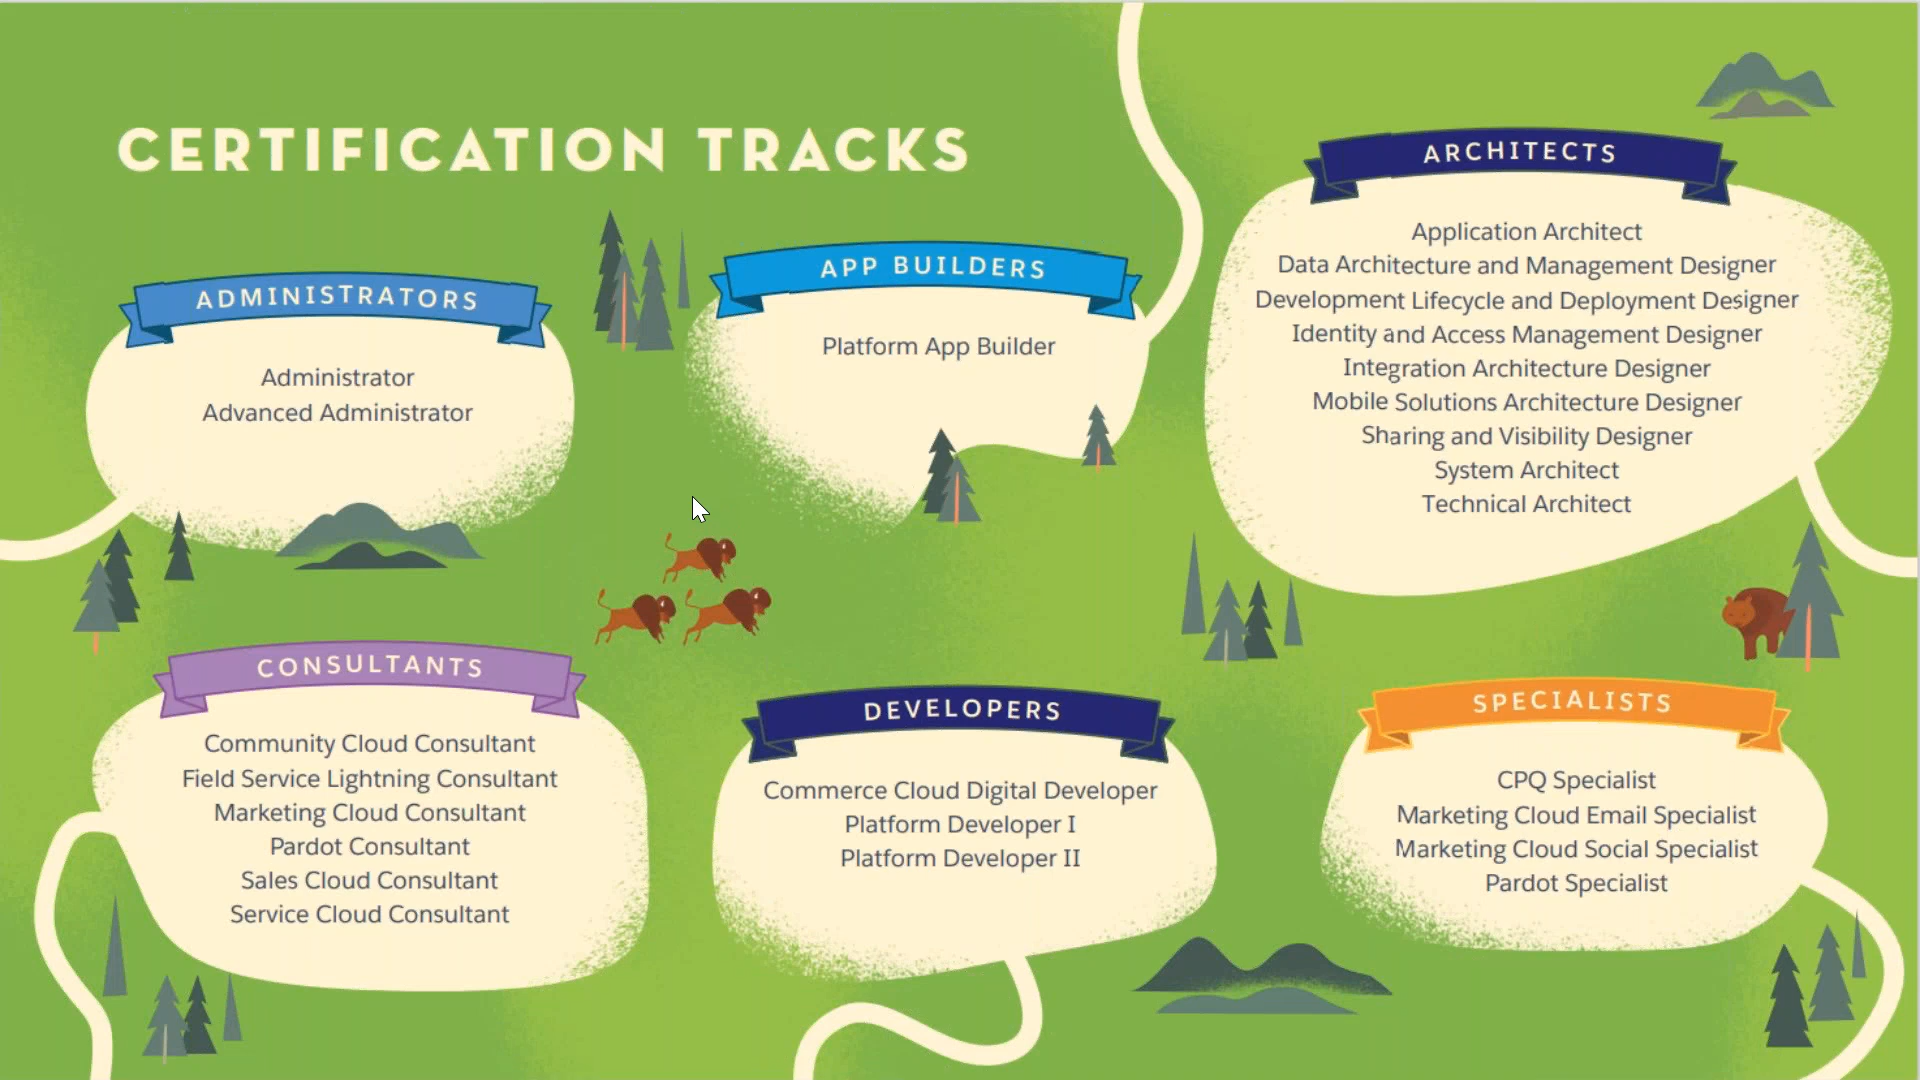 CERTIFICATION TRACKS
ADMINISTRATORS
Administrator
Advanced Administrator
APP BUILDERS
Platform App Builder
ARCHITECTS
Application Architect
Data Architecture and Management Designer
Development Lifecycle and Deployment Designer
Identity and Access Management Designer
Integration Architecture Designer
Mobile Solutions Architecture Designer
Sharing and Visibility Designer
System Architect
Technical Architect
CONSULTANTS
Community Cloud Consultant
Field Service Lightning Consultant
Marketing Cloud Consultant
Pardot Consultant
Sales Cloud Consultant
Service Cloud Consultant
DEVELOPERS
Commerce Cloud Digital Developer
Platform Developer I
Platform Developer II
SPECIALISTS
CPQ Specialist
Marketing Cloud Email Specialist
Marketing Cloud Social Specialist
Pardot Specialist